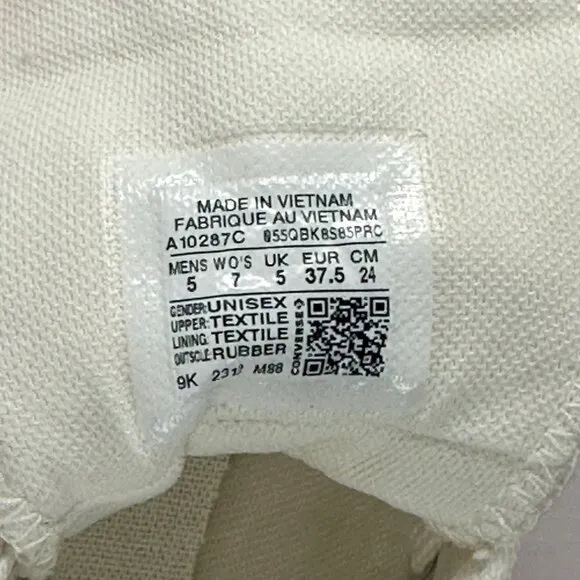 MADE IN VIETNAM
FABRIQUE AU VIETNAM
A10287C 055QBK8S85PRC
MENS WO'S UK EUR CM
5 7 5 37.5 24
GENDER: UNISEX
UPPER: TEXTILE
LINING: TEXTILE
OUTSOLE: RUBBER
CONVERSE
9K M88